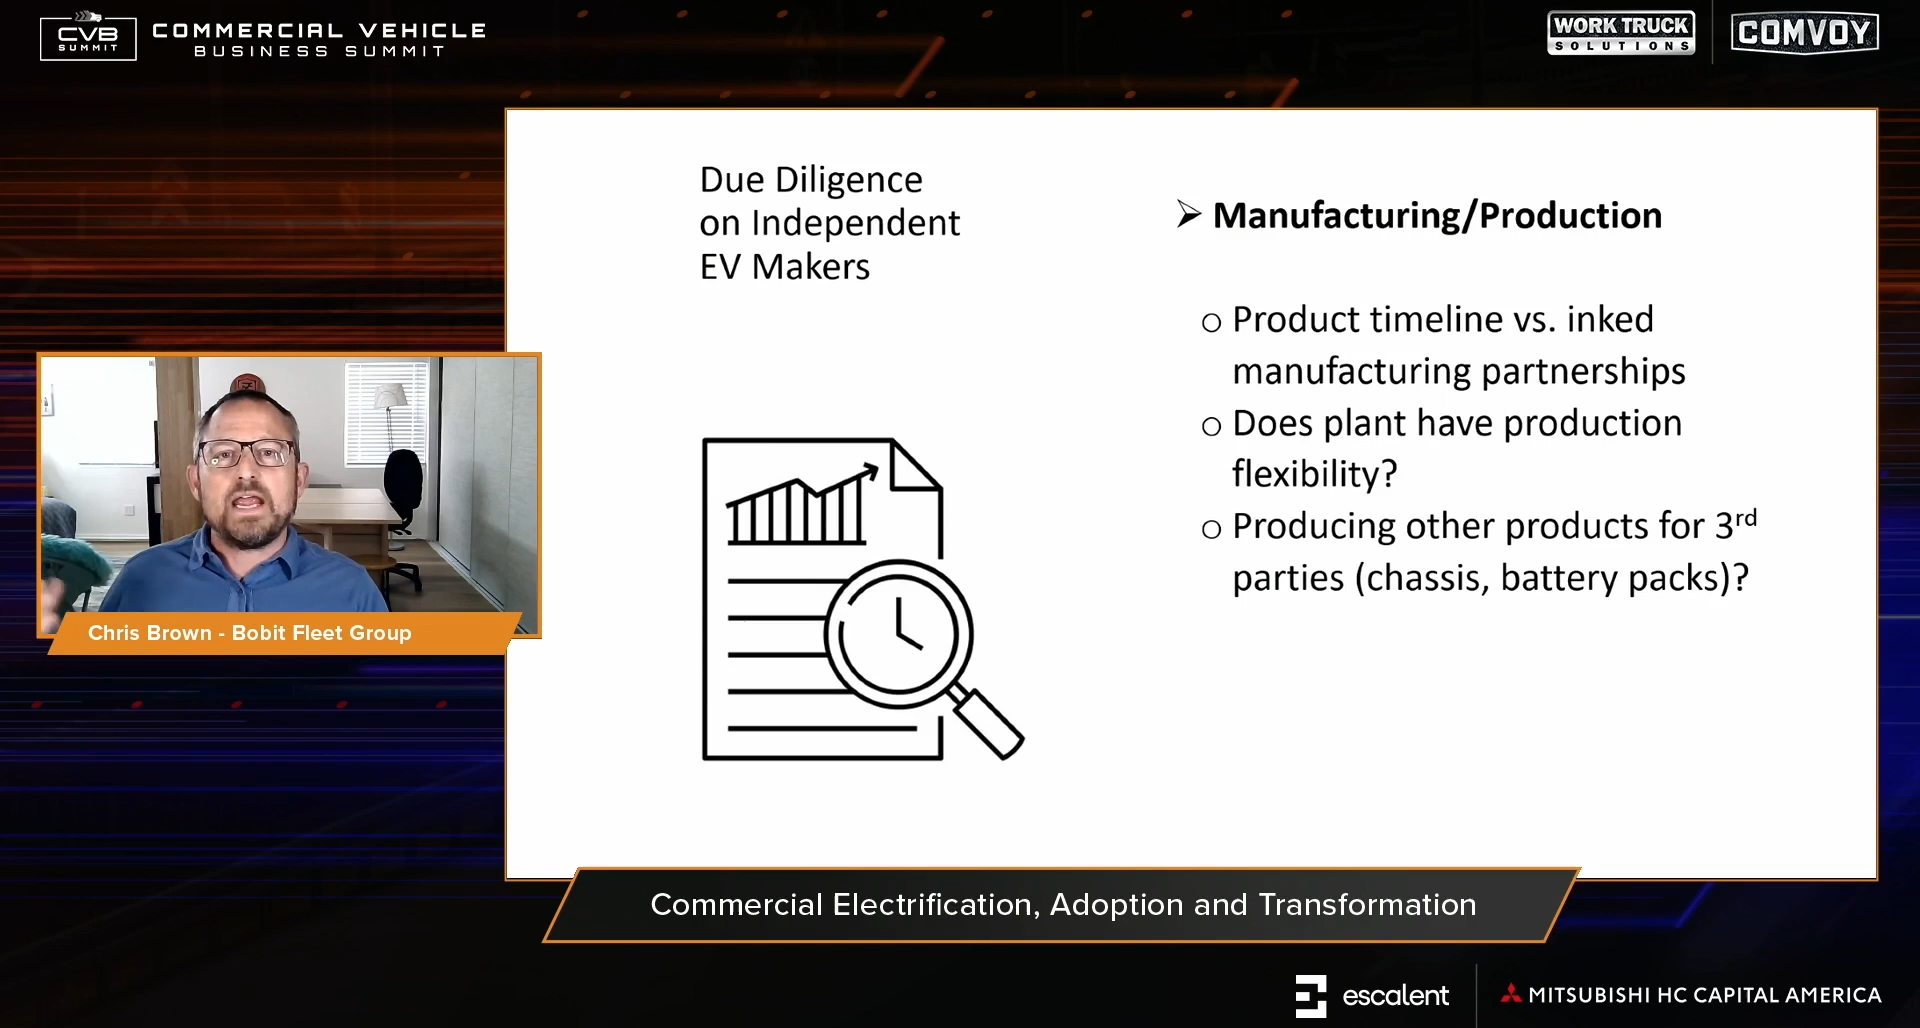 CVB
SUMMIT
COMMERCIAL VEHICLE
BUSINESS SUMMIT
WORK TRUCK
SOLUTIONS
COMVOY
Due Diligence
on Independent
EV Makers
➢ Manufacturing/Production
o Product timeline vs. inked
manufacturing partnerships
o Does plant have production
flexibility?
o Producing other products for 3rd
parties (chassis, battery packs)?
Chris Brown - Bobit Fleet Group
Commercial Electrification, Adoption and Transformation
escalent
MITSUBISHI HC CAPITAL AMERICA